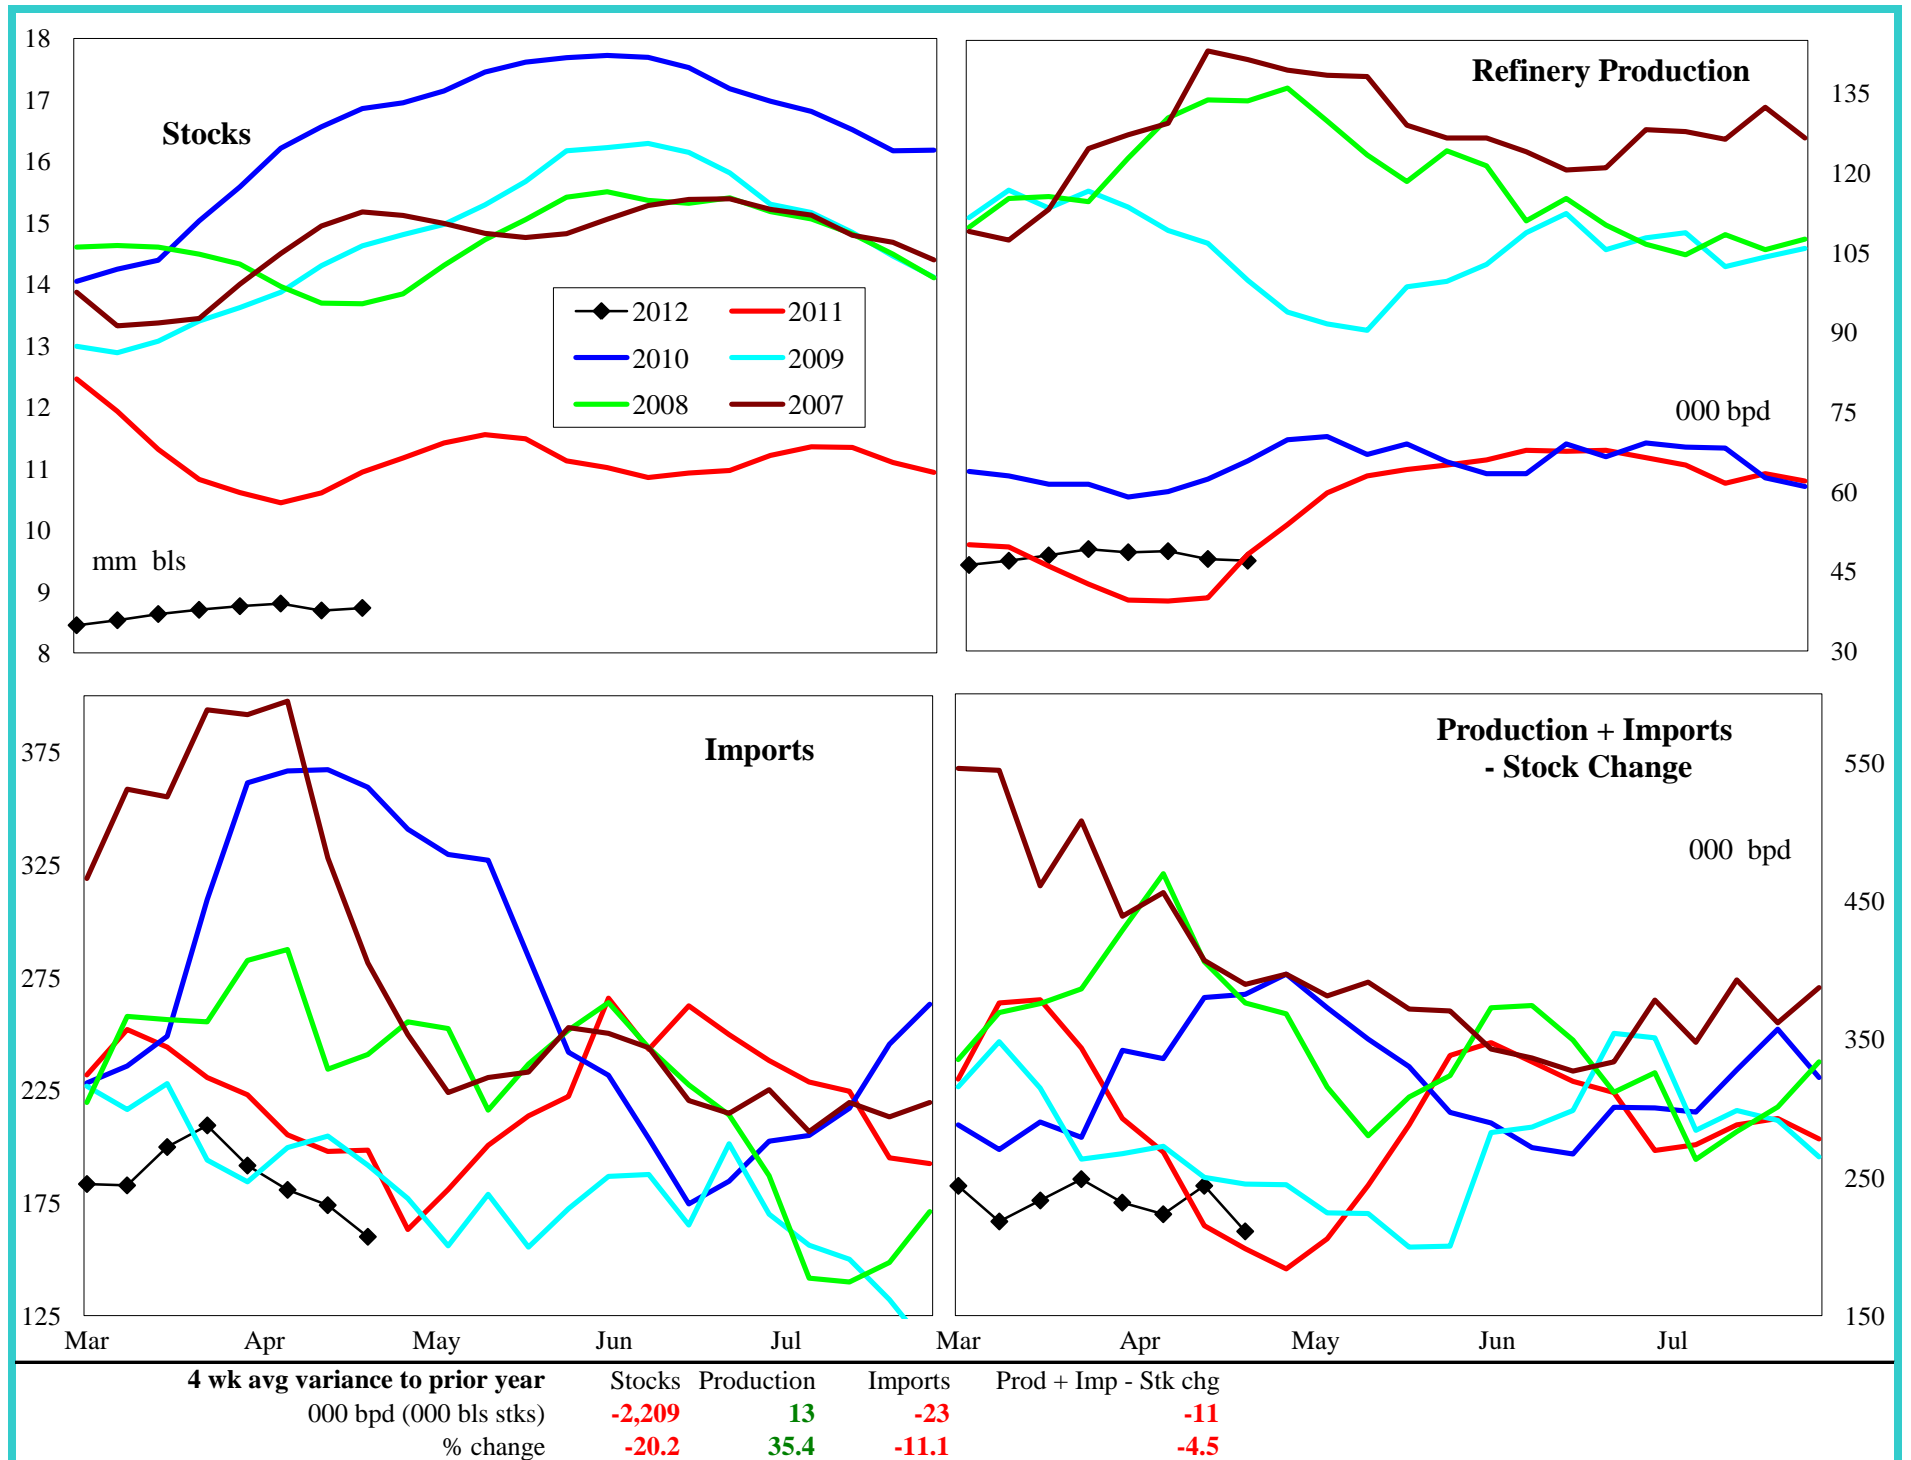 18
17
16
15
14
13
12
11
10
9
8
Stocks
mm bls
2012
2011
2010
2009
2008
2007
Refinery Production
000 bpd
135
120
105
90
75
60
45
30
375
325
275
225
175
125
Imports
Mar Apr May Jun Jul
Production + Imports
- Stock Change
000 bpd
550
450
350
250
150
Mar Apr May Jun Jul
4 wk avg variance to prior year Stocks Production Imports Prod + Imp - Stk chg
000 bpd (000 bls stks) -2,209 13 -23 -11
% change -20.2 35.4 -11.1 -4.5